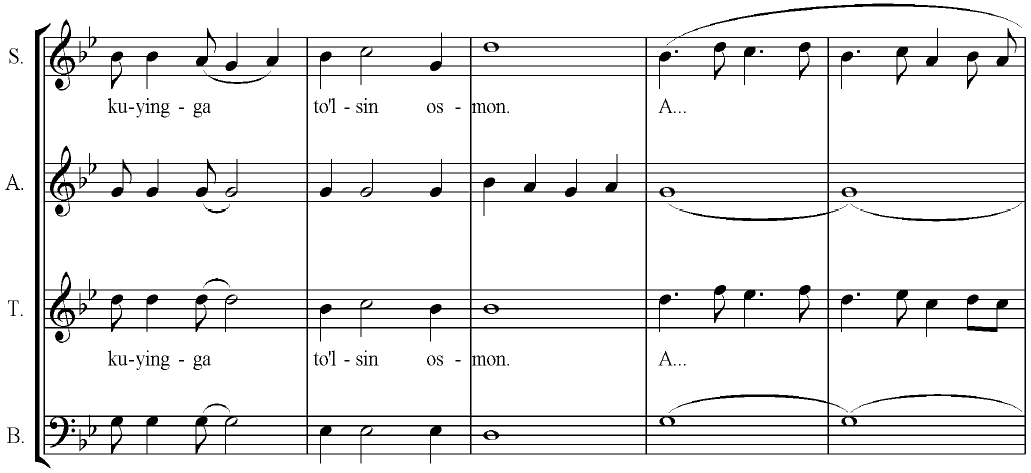 S.
ku-ying - ga to'l - sin os - mon. A...
A.
T.
ku-ying - ga to'l - sin os - mon. A...
B.